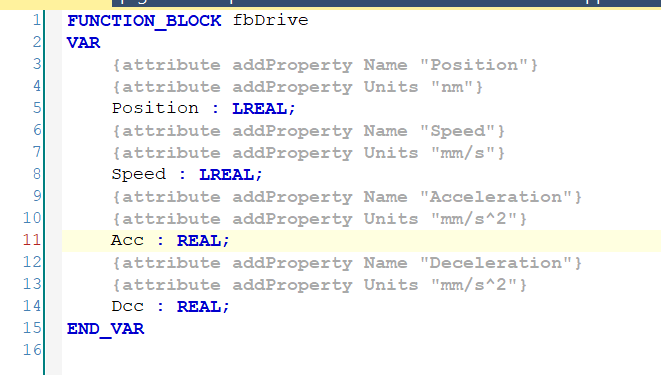 1 FUNCTION_BLOCK fbDrive
2 VAR
3 {attribute addProperty Name "Position"}
4 {attribute addProperty Units "nm"}
5 Position : LREAL;
6 {attribute addProperty Name "Speed"}
7 {attribute addProperty Units "mm/s"}
8 Speed : LREAL;
9 {attribute addProperty Name "Acceleration"}
10 {attribute addProperty Units "mm/s^2"}
11 Acc : REAL;
12 {attribute addProperty Name "Deceleration"}
13 {attribute addProperty Units "mm/s^2"}
14 Dcc : REAL;
15 END_VAR
16